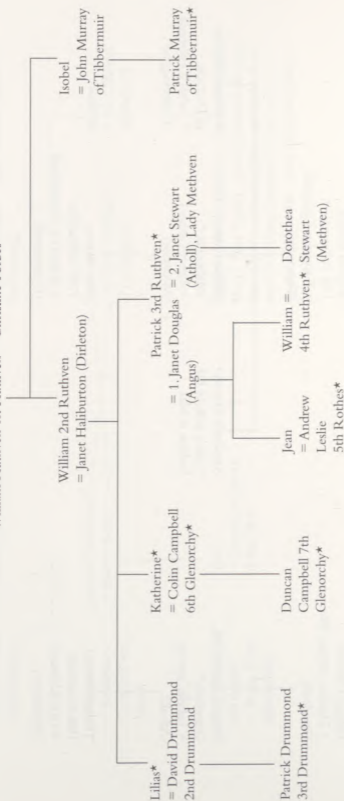 William 2nd Ruthven
= Janet Haliburton (Dirleton)
Isobel
= John Murray
of Tibbermuir
Lilias*
= David Drummond
2nd Drummond
Katherine*
= Colin Campbell
6th Glenorchy*
Patrick 3rd Ruthven*
= 1. Janet Douglas
(Angus)
= 2. Janet Stewart
(Atholl), Lady Methven
Patrick Murray
of Tibbermuir*
Patrick Drummond
3rd Drummond*
Duncan
Campbell 7th
Glenorchy*
Jean
= Andrew
Leslie
5th Rothes*
William =
4th Ruthven*
Dorothea
Stewart
(Methven)